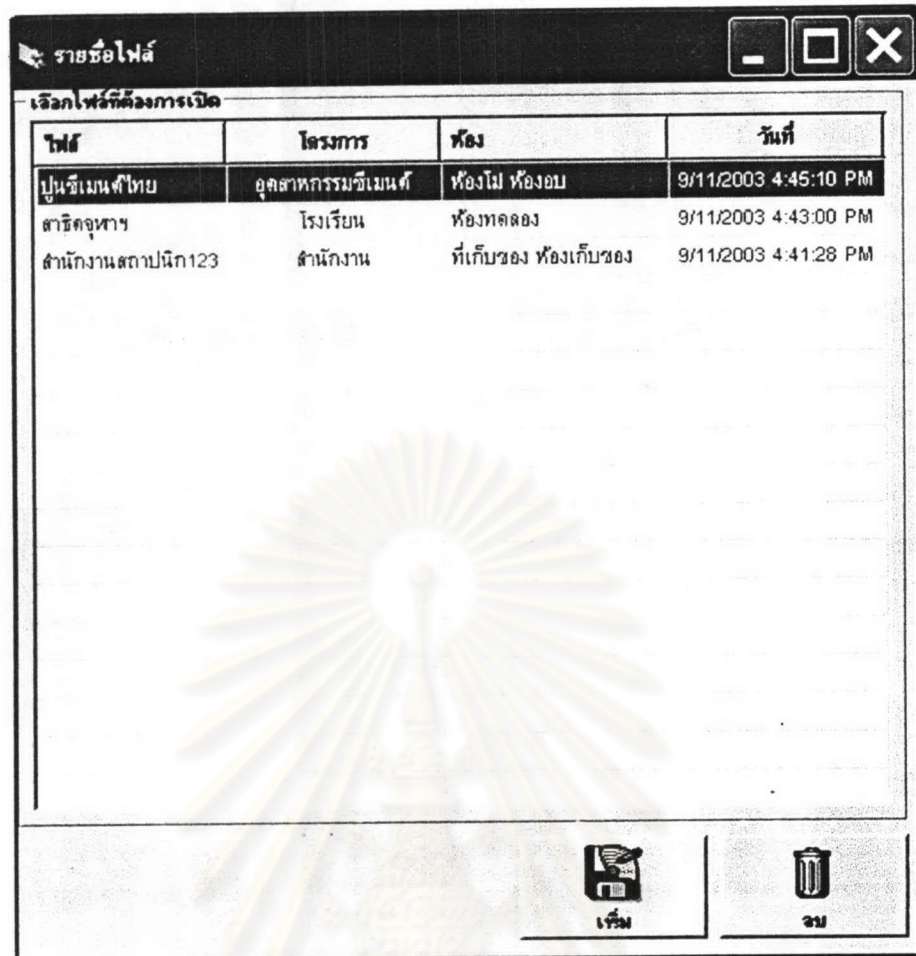 รายชื่อไฟล์
เลือกไฟล์ที่ต้องการเปิด
ไฟล์ โครงการ ห้อง วันที่
ปูนซีเมนต์ไทย อุตสาหกรรมซีเมนต์ ห้องโม่ ห้องอบ 9/11/2003 4:45:10 PM
สาธิตจุฬาฯ โรงเรียน ห้องทดลอง 9/11/2003 4:43:00 PM
สำนักงานสถาปนิก123 สำนักงาน ที่เก็บของ ห้องเก็บของ 9/11/2003 4:41:28 PM
เพิ่ม ลบ